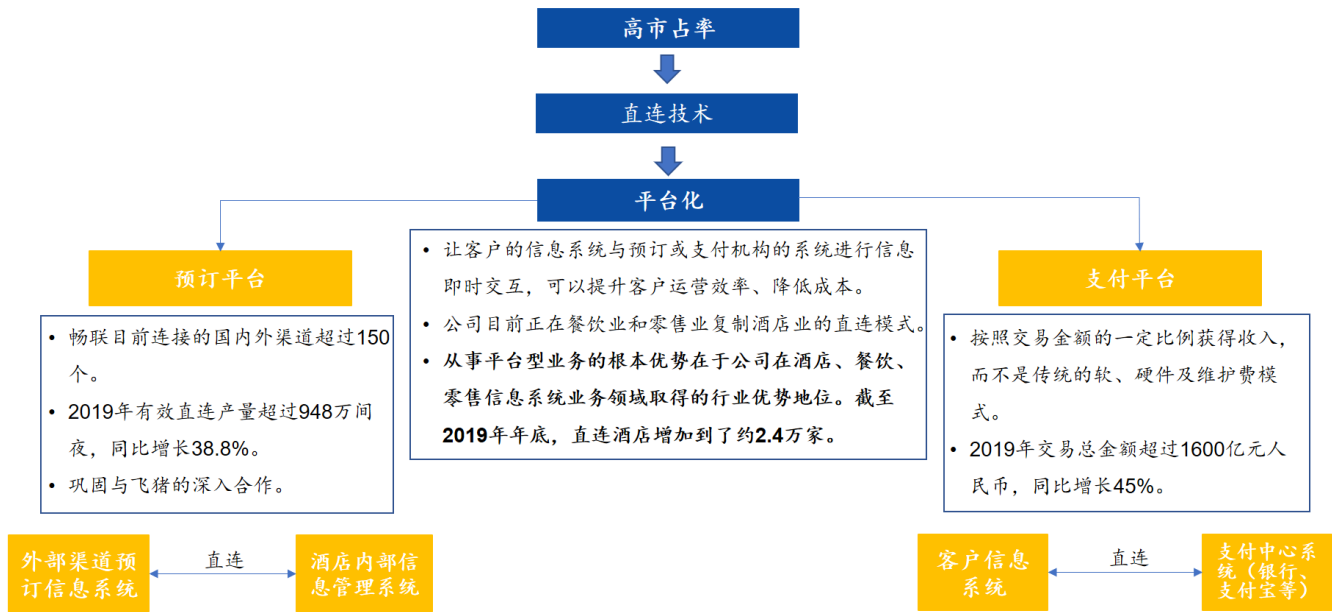 高市占率
直连技术
平台化
预订平台
• 畅联目前连接的国内外渠道超过150
个。
• 2019年有效直连产量超过948万间
夜，同比增长38.8%。
• 巩固与飞猪的深入合作。
• 让客户的信息系统与预订或支付机构的系统进行信息
即时交互，可以提升客户运营效率、降低成本。
• 公司目前正在餐饮业和零售业复制酒店业的直连模式。
• 从事平台型业务的根本优势在于公司在酒店、餐饮、
零售信息系统业务领域取得的行业优势地位。截至
2019年年底，直连酒店增加到了约2.4万家。
支付平台
• 按照交易金额的一定比例获得收入，
而不是传统的软、硬件及维护费模
式。
• 2019年交易总金额超过1600亿元人
民币，同比增长45%。
外部渠道预
订信息系统
直连
酒店内部信
息管理系统
客户信息
系统
直连
支付中心系
统（银行、
支付宝等）